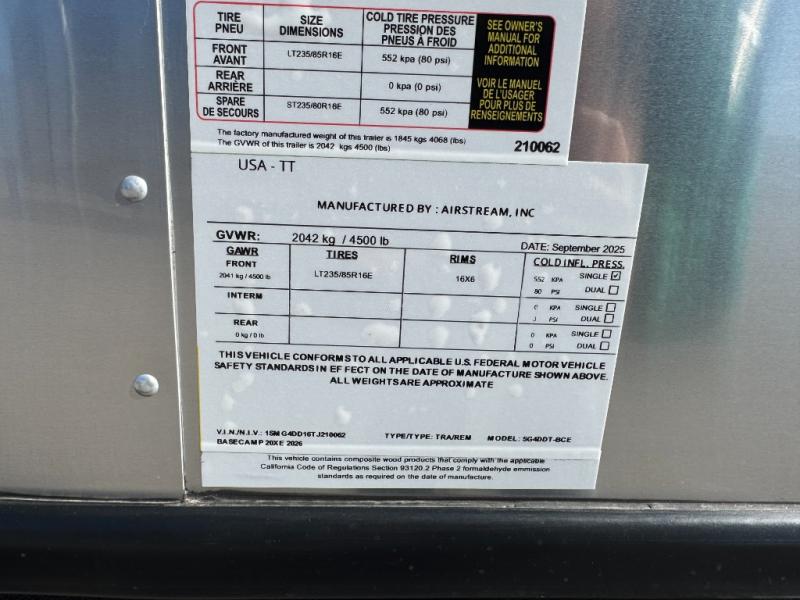 TIRE SIZE COLD TIRE PRESSURE
PNEU DIMENSIONS PRESSION DES
PNEUS À FROID
FRONT LT235/85R16E 552 kpa (80 psi)
AVANT
REAR 0 kpa (0 psi)
ARRIÈRE
SPARE ST235/80R16E 552 kpa (80 psi)
DE SECOURS
SEE OWNER'S
MANUAL FOR
ADDITIONAL
INFORMATION
VOIR LE MANUEL
DE L'USAGER
POUR PLUS DE
RENSEIGNEMENTS
The factory manufactured weight of this trailer is 1845 kgs 4068 (lbs)
The GVWR of this trailer is 2042 kgs 4500 (lbs)
210062
USA - TT
MANUFACTURED BY : AIRSTREAM, INC
GVWR: 2042 kg / 4500 lb DATE: September 2025
GAWR TIRES RIMS COLD INFL. PRESS.
FRONT
2041 kg / 4500 lb LT235/85R16E 16X6 552 KPA SINGLE ☑
80 PSI DUAL ☐
INTERM KPA SINGLE ☐
PSI DUAL ☐
REAR 0 KPA SINGLE ☐
0 kg / 0 lb 0 PSI DUAL ☐
THIS VEHICLE CONFORMS TO ALL APPLICABLE U.S. FEDERAL MOTOR VEHICLE
SAFETY STANDARDS IN EF FECT ON THE DATE OF MANUFACTURE SHOWN ABOVE.
ALL WEIGHTS ARE APPROXIMATE
V.I.N./N.I.V.: 1SM G4DD16TJ210062 TYPE/TYPE: TRA/REM MODEL: 5G4DDT-BCE
BASECAMP 20XE 2026
This vehicle contains composite wood products that comply with the applicable
California Code of Regulations Section 93120.2 Phase 2 formaldehyde emmission
standards as required on the date of manufacture.